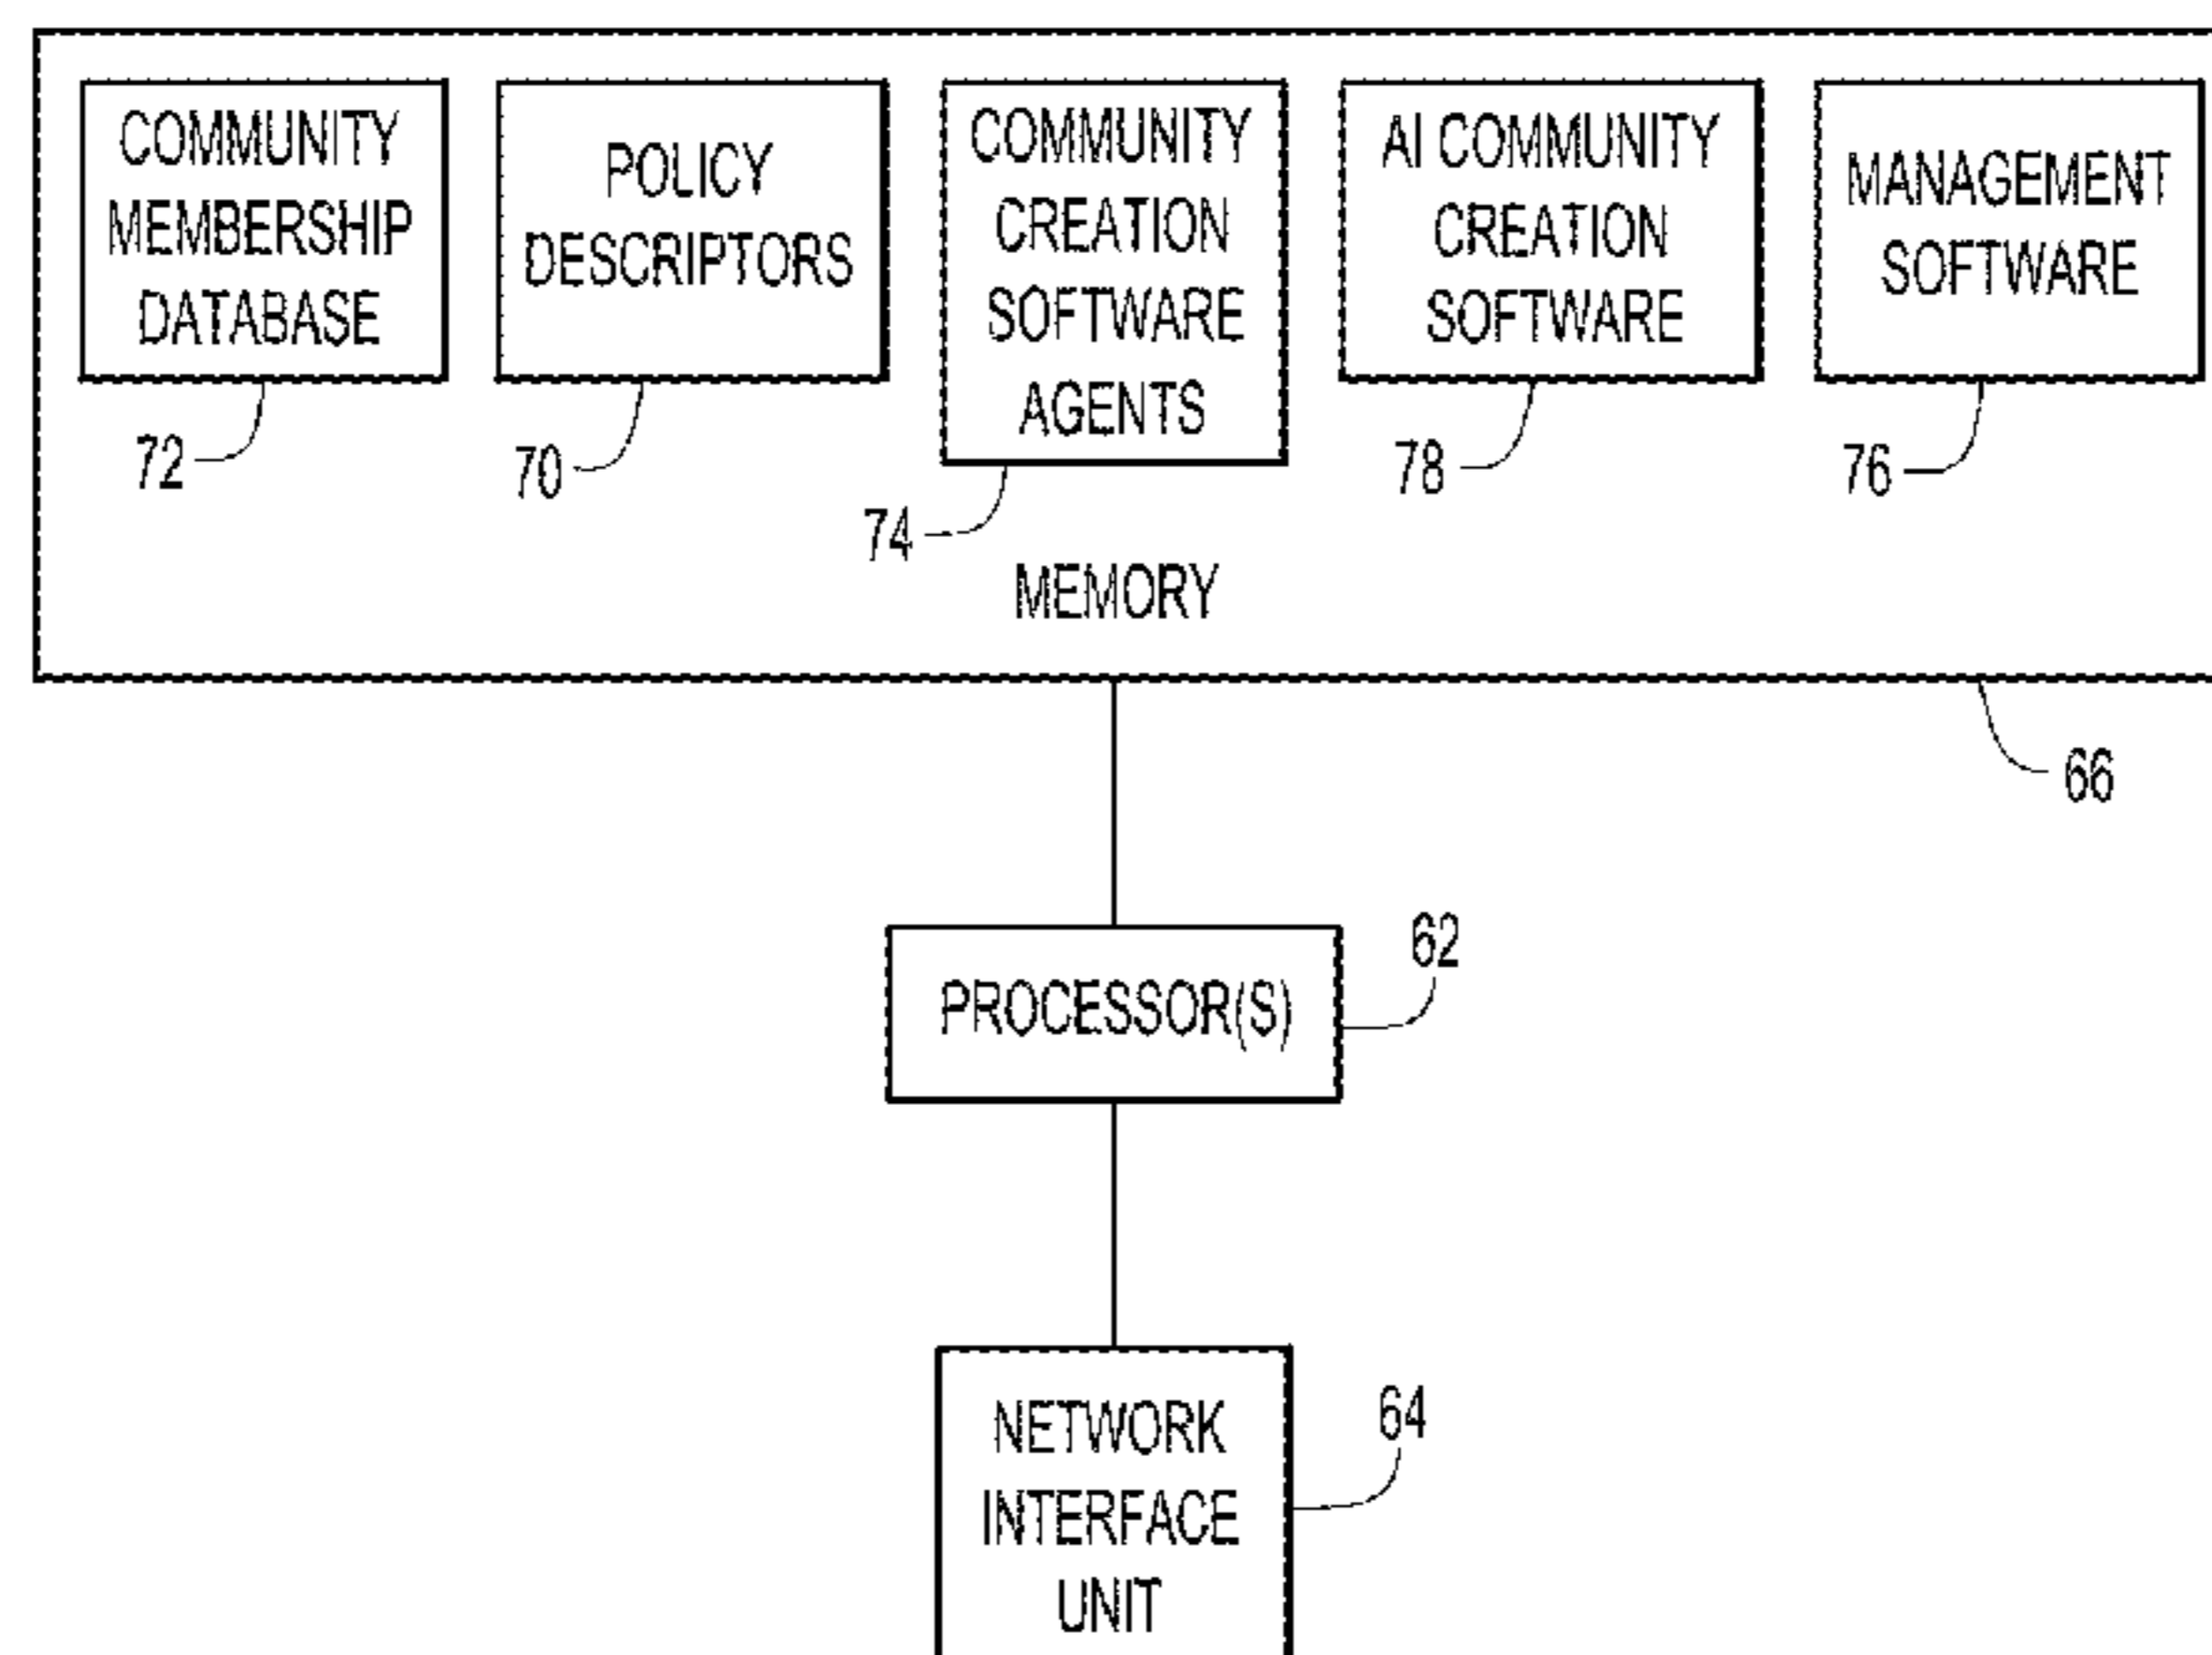 COMMUNITY
MEMBERSHIP
DATABASE
72
POLICY
DESCRIPTORS
70
COMMUNITY
CREATION
SOFTWARE
AGENTS
74
AI COMMUNITY
CREATION
SOFTWARE
78
MANAGEMENT
SOFTWARE
76
MEMORY
66
PROCESSOR(S)
62
NETWORK
INTERFACE
UNIT
64